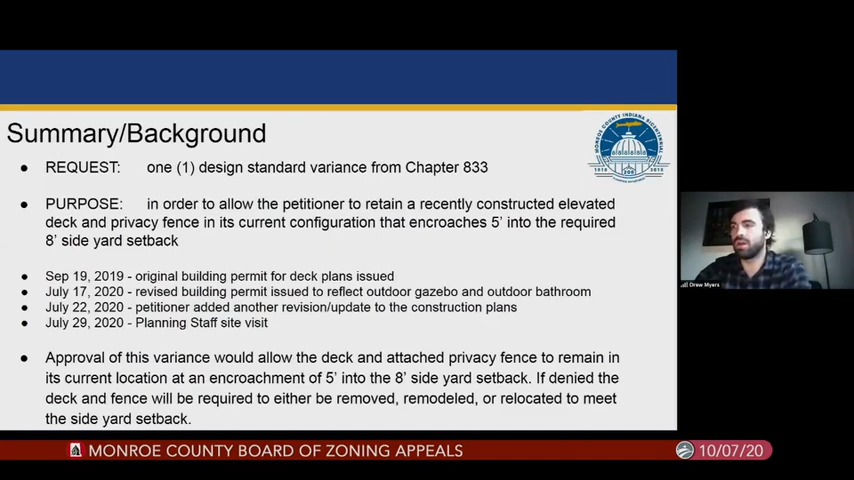 Summary/Background
MONROE COUNTY INDIANA BICENTENNIAL
1818
200
2018
● REQUEST: one (1) design standard variance from Chapter 833
● PURPOSE: in order to allow the petitioner to retain a recently constructed elevated
deck and privacy fence in its current configuration that encroaches 5' into the required
8' side yard setback
● Sep 19, 2019 - original building permit for deck plans issued
● July 17, 2020 - revised building permit issued to reflect outdoor gazebo and outdoor bathroom
● July 22, 2020 - petitioner added another revision/update to the construction plans
● July 29, 2020 - Planning Staff site visit
● Approval of this variance would allow the deck and attached privacy fence to remain in
its current location at an encroachment of 5' into the 8' side yard setback. If denied the
deck and fence will be required to either be removed, remodeled, or relocated to meet
the side yard setback.
Drew Myers
MONROE COUNTY BOARD OF ZONING APPEALS
10/07/20